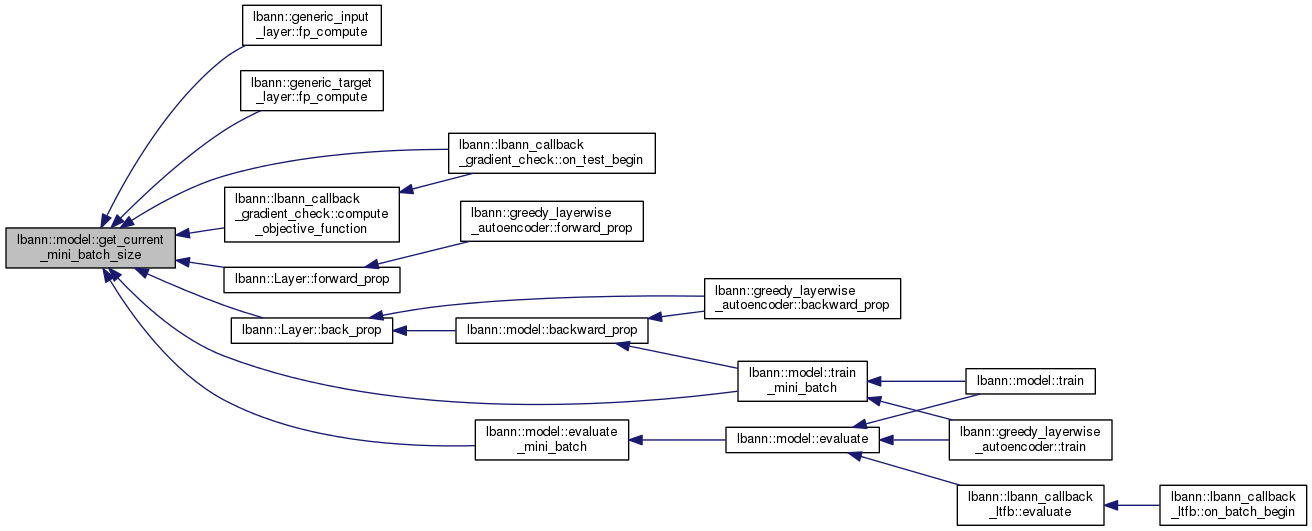 lbann::generic_input
_layer::fp_compute
lbann::generic_target
_layer::fp_compute
lbann::lbann_callback
_gradient_check::on_test_begin
lbann::lbann_callback
_gradient_check::compute
_objective_function
lbann::greedy_layerwise
_autoencoder::forward_prop
lbann::model::get_current
_mini_batch_size
lbann::Layer::forward_prop
lbann::greedy_layerwise
_autoencoder::backward_prop
lbann::Layer::back_prop
lbann::model::backward_prop
lbann::model::train
_mini_batch
lbann::model::train
lbann::model::evaluate
_mini_batch
lbann::model::evaluate
lbann::greedy_layerwise
_autoencoder::train
lbann::lbann_callback
_ltfb::evaluate
lbann::lbann_callback
_ltfb::on_batch_begin